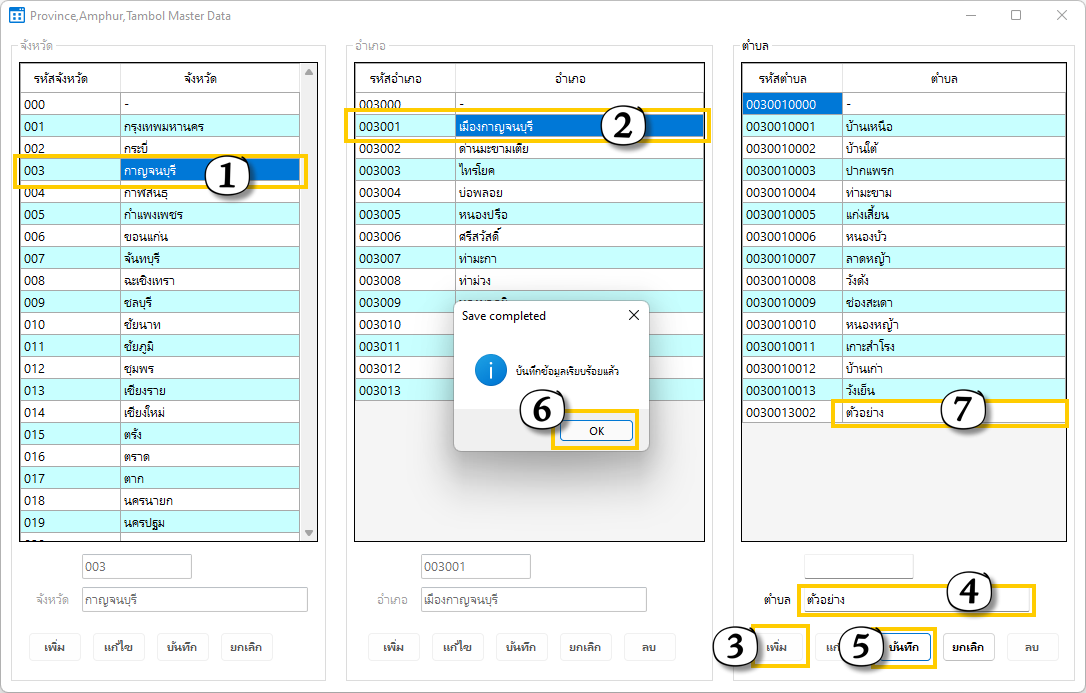 Province,Amphur,Tambol Master Data
จังหวัด
รหัสจังหวัด จังหวัด
000 -
001 กรุงเทพมหานคร
002 กระบี่
003 กาญจนบุรี 1
004 กาฬสินธุ์
005 กำแพงเพชร
006 ขอนแก่น
007 จันทบุรี
008 ฉะเชิงเทรา
009 ชลบุรี
010 ชัยนาท
011 ชัยภูมิ
012 ชุมพร
013 เชียงราย
014 เชียงใหม่
015 ตรัง
016 ตราด
017 ตาก
018 นครนายก
019 นครปฐม
003
จังหวัด กาญจนบุรี
เพิ่ม แก้ไข บันทึก ยกเลิก
อำเภอ
รหัสอำเภอ อำเภอ
003000 -
003001 เมืองกาญจนบุรี 2
003002 ด่านมะขามเตี้ย
003003 ไทรโยค
003004 บ่อพลอย
003005 หนองปรือ
003006 ศรีสวัสดิ์
003007 ท่ามะกา
003008 ท่าม่วง
003009
003010
003011
003012
003013
003001
อำเภอ เมืองกาญจนบุรี
เพิ่ม แก้ไข บันทึก ยกเลิก ลบ
Save completed
บันทึกข้อมูลเรียบร้อยแล้ว
6
OK
ตำบล
รหัสตำบล ตำบล
0030010000 -
0030010001 บ้านเหนือ
0030010002 บ้านใต้
0030010003 ปากแพรก
0030010004 ท่ามะขาม
0030010005 แก่งเสี้ยน
0030010006 หนองบัว
0030010007 ลาดหญ้า
0030010008 วังด้ง
0030010009 ช่องสะเดา
0030010010 หนองหญ้า
0030010011 เกาะสำโรง
0030010012 บ้านเก่า
0030010013 วังเย็น
0030013002 ตัวอย่าง 7
ตำบล ตัวอย่าง 4
3 เพิ่ม 5 บันทึก ยกเลิก ลบ